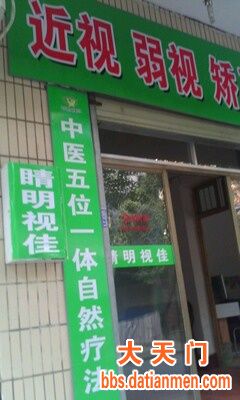 近视 弱视 矫
中医五位一体自然疗法
睛明视佳
睛明视佳
大天门
bbs.datianmen.com